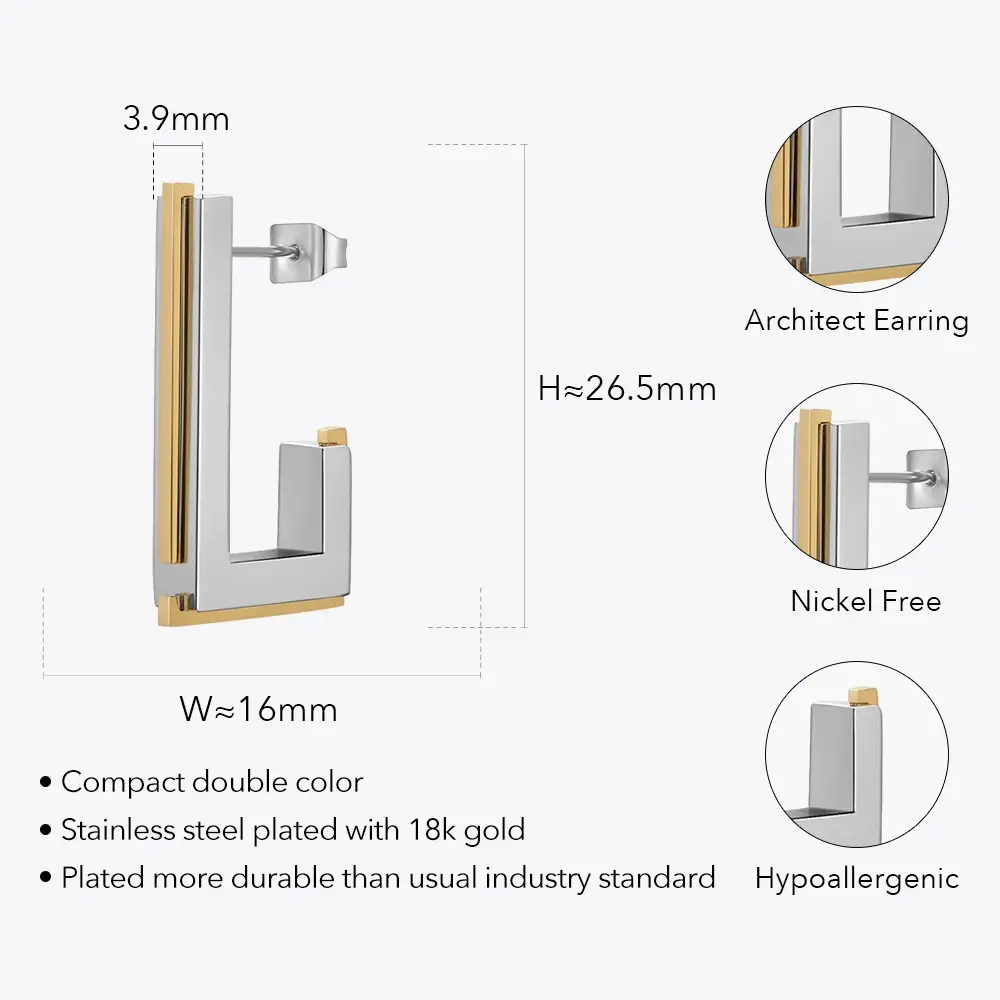 3.9mm
H≈26.5mm
W≈16mm
Architect Earring
Nickel Free
Hypoallergenic
• Compact double color
• Stainless steel plated with 18k gold
• Plated more durable than usual industry standard